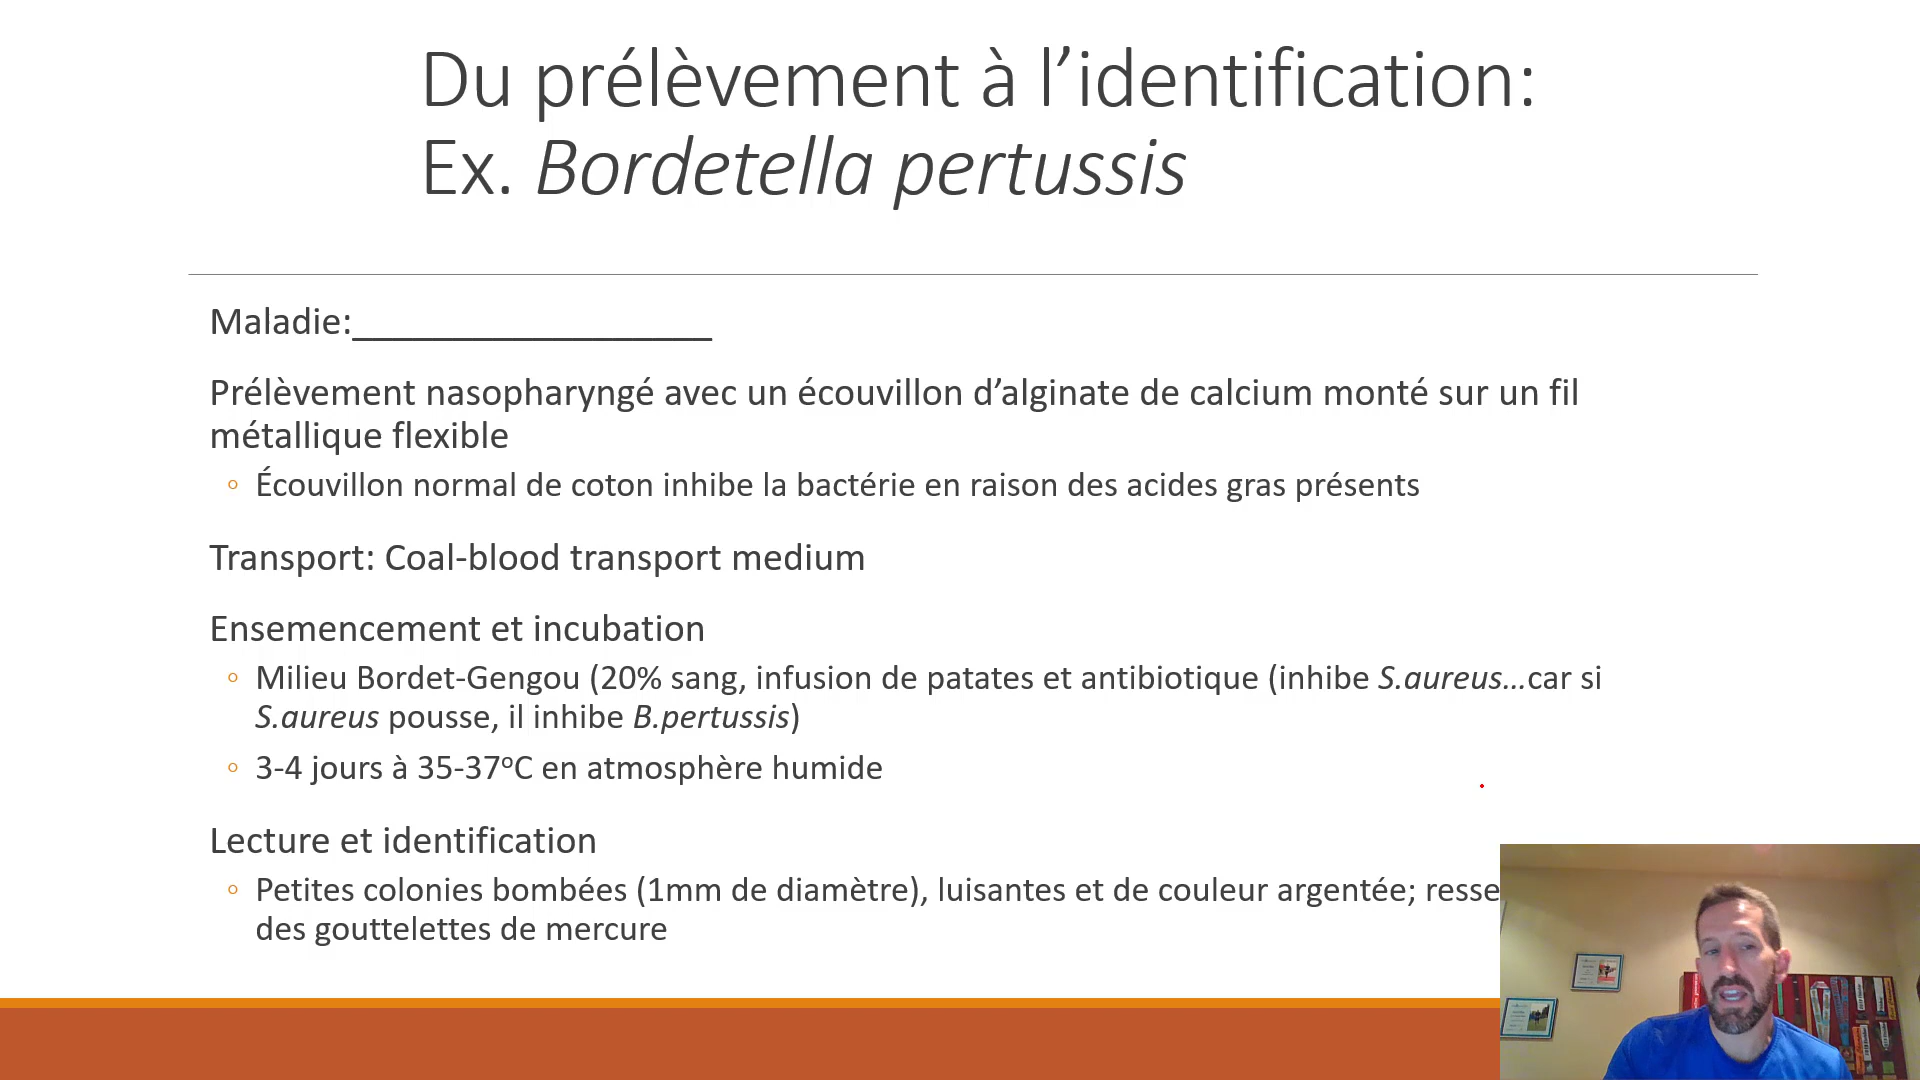 Du prélèvement à l’identification:
Ex. Bordetella pertussis
Maladie:__________________
Prélèvement nasopharyngé avec un écouvillon d’alginate de calcium monté sur un fil
métallique flexible
◦ Écouvillon normal de coton inhibe la bactérie en raison des acides gras présents
Transport: Coal-blood transport medium
Ensemencement et incubation
◦ Milieu Bordet-Gengou (20% sang, infusion de patates et antibiotique (inhibe S.aureus…car si
S.aureus pousse, il inhibe B.pertussis)
◦ 3-4 jours à 35-37ºC en atmosphère humide
Lecture et identification
◦ Petites colonies bombées (1mm de diamètre), luisantes et de couleur argentée;
des gouttelettes de mercure